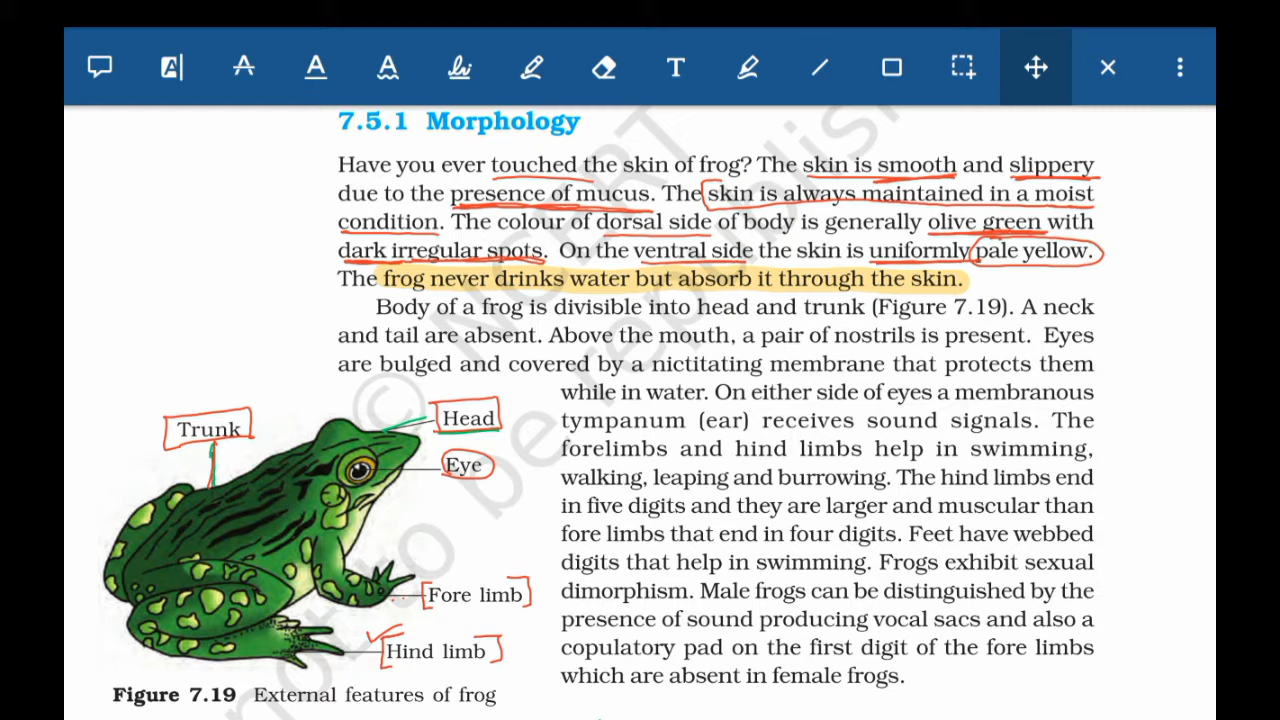 7.5.1 Morphology
Have you ever touched the skin of frog? The skin is smooth and slippery
due to the presence of mucus. The skin is always maintained in a moist
condition. The colour of dorsal side of body is generally olive green with
dark irregular spots. On the ventral side the skin is uniformly pale yellow.
The frog never drinks water but absorb it through the skin.
Body of a frog is divisible into head and trunk (Figure 7.19). A neck
and tail are absent. Above the mouth, a pair of nostrils is present. Eyes
are bulged and covered by a nictitating membrane that protects them
while in water. On either side of eyes a membranous
tympanum (ear) receives sound signals. The
forelimbs and hind limbs help in swimming,
walking, leaping and burrowing. The hind limbs end
in five digits and they are larger and muscular than
fore limbs that end in four digits. Feet have webbed
digits that help in swimming. Frogs exhibit sexual
dimorphism. Male frogs can be distinguished by the
presence of sound producing vocal sacs and also a
copulatory pad on the first digit of the fore limbs
which are absent in female frogs.
Trunk
Head
Eye
Fore limb
Hind limb
Figure 7.19 External features of frog
© NCERT
not to be republish